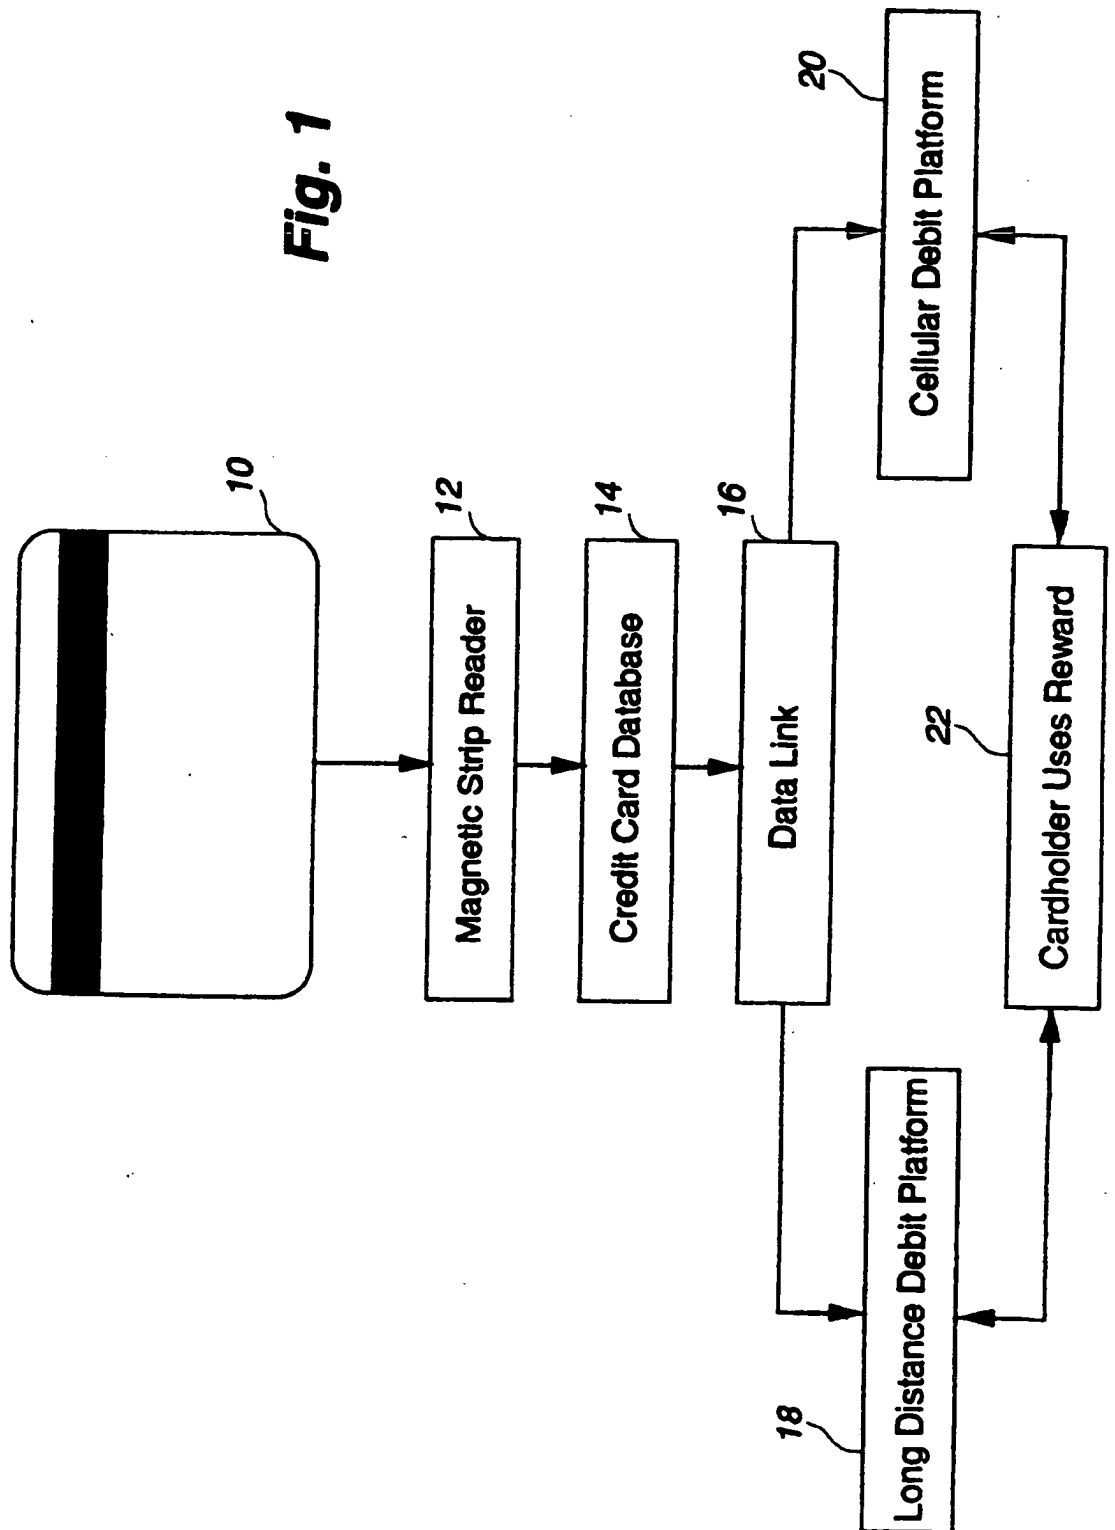 Fig. 1
10
12
Magnetic Strip Reader
14
Credit Card Database
16
Data Link
18
Long Distance Debit Platform
20
Cellular Debit Platform
22
Cardholder Uses Reward